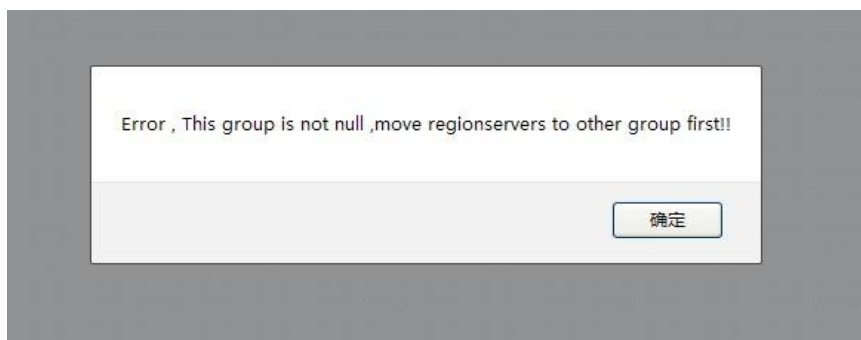 Error , This group is not null ,move regionservers to other group first!!
确定